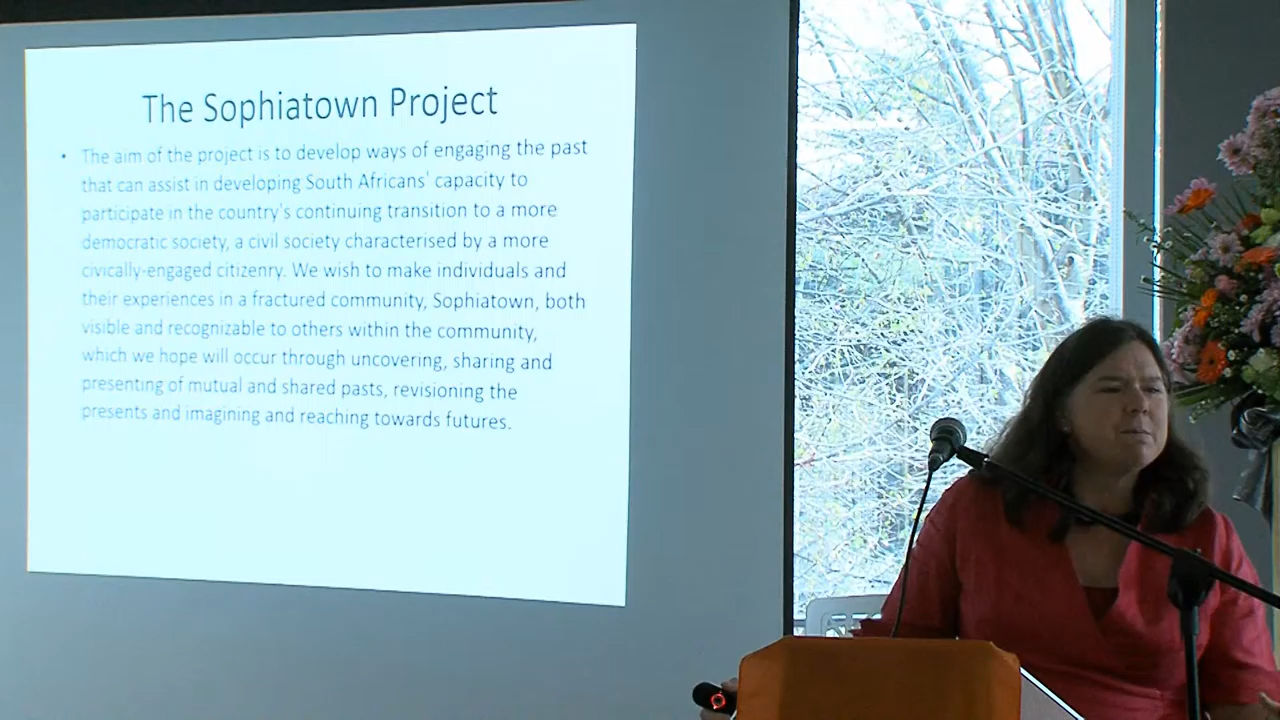 The Sophiatown Project
• The aim of the project is to develop ways of engaging the past
that can assist in developing South Africans' capacity to
participate in the country's continuing transition to a more
democratic society, a civil society characterised by a more
civically-engaged citizenry. We wish to make individuals and
their experiences in a fractured community, Sophiatown, both
visible and recognizable to others within the community,
which we hope will occur through uncovering, sharing and
presenting of mutual and shared pasts, revisioning the
presents and imagining and reaching towards futures.